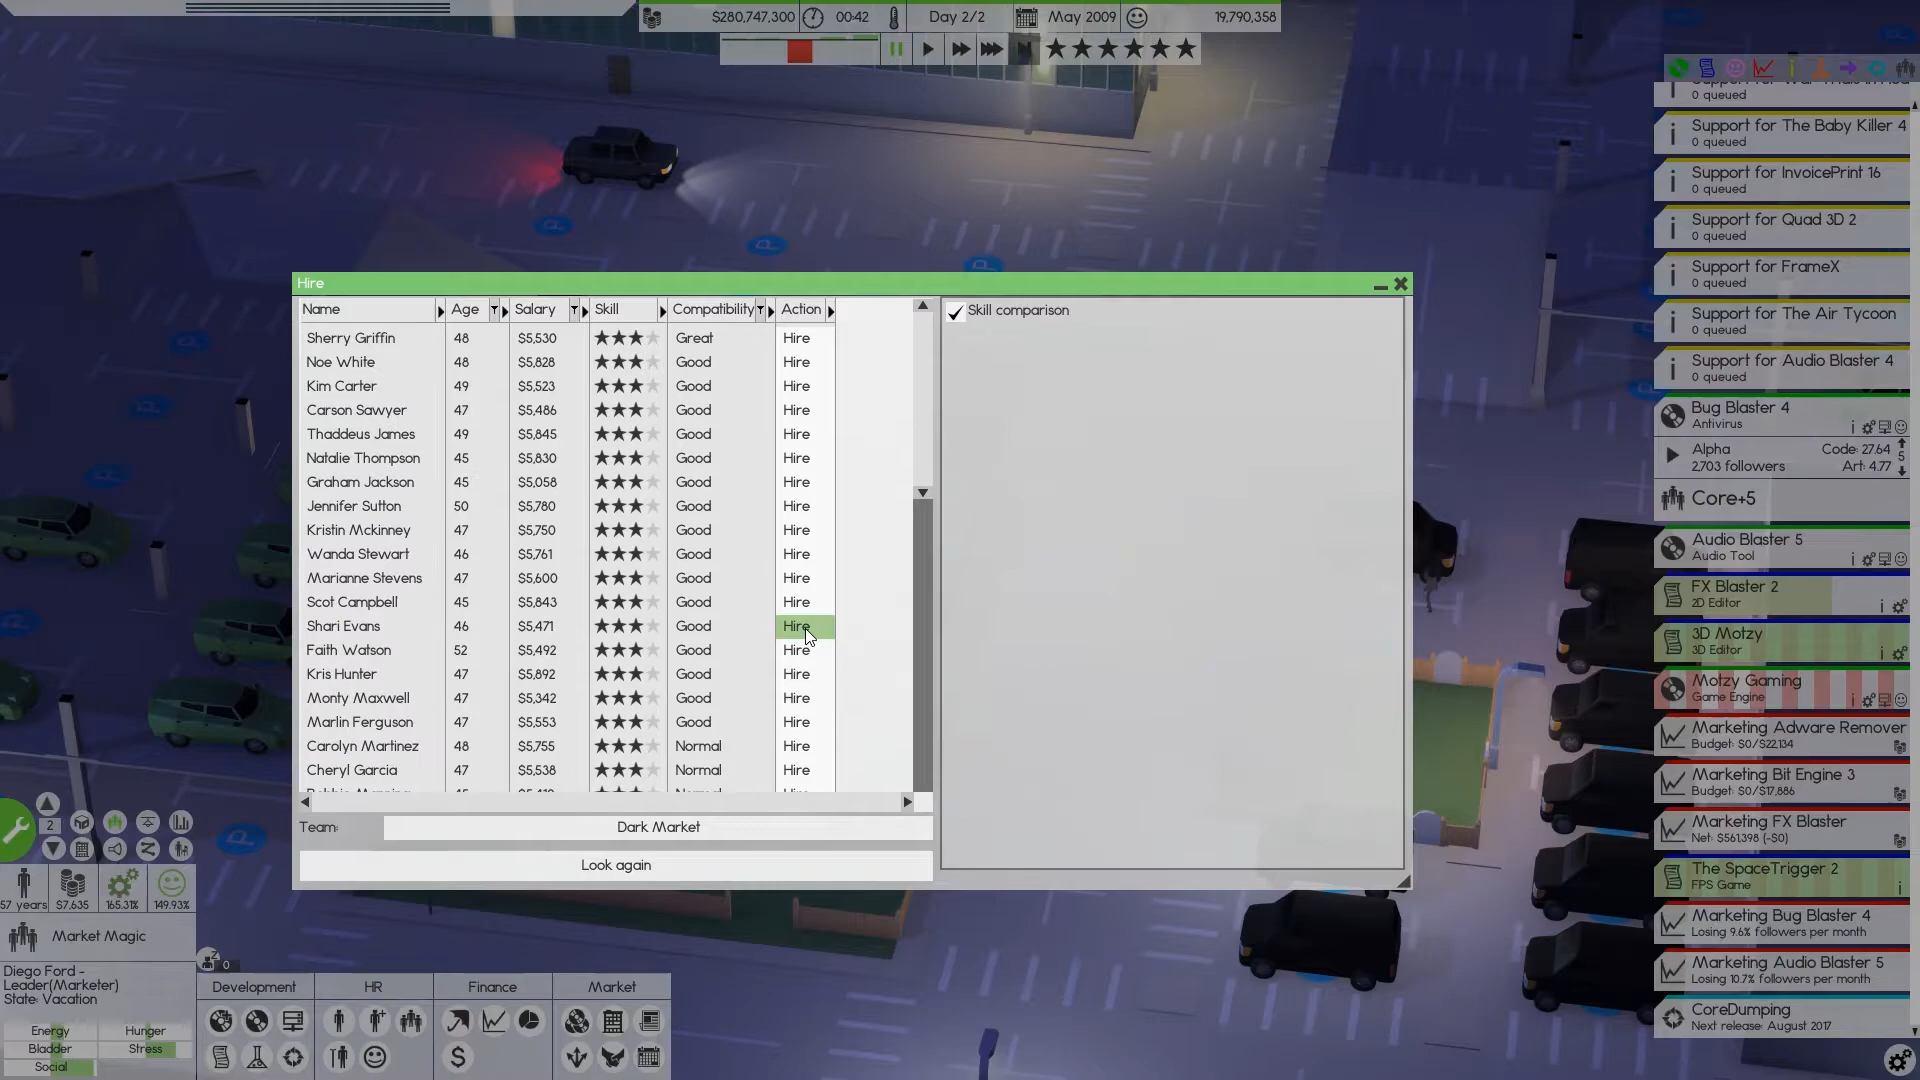 $280,747,300
00:42
Day 2/2
May 2009
19,790,358
0 queued
Support for The Baby Killer 4
0 queued
Support for InvoicePrint 16
0 queued
Support for Quad 3D 2
0 queued
Support for FrameX
0 queued
Support for The Air Tycoon
0 queued
Support for Audio Blaster 4
0 queued
Bug Blaster 4
Antivirus
Alpha
2,703 followers
Code: 27.64
Art: 4.77
5
Core+5
Audio Blaster 5
Audio Tool
FX Blaster 2
2D Editor
3D Motzy
3D Editor
Motzy Gaming
Game Engine
Marketing Adware Remover
Budget: $0/$22,134
Marketing Bit Engine 3
Budget: $0/$17,886
Marketing FX Blaster
Net: $561,398 (-$0)
The SpaceTrigger 2
FPS Game
Marketing Bug Blaster 4
Losing 9.6% followers per month
Marketing Audio Blaster 5
Losing 10.7% followers per month
CoreDumping
Next release: August 2017
Hire
Name Age Salary Skill Compatibility Action
Sherry Griffin 48 $5,530 Great Hire
Noe White 48 $5,828 Good Hire
Kim Carter 49 $5,523 Good Hire
Carson Sawyer 47 $5,486 Good Hire
Thaddeus James 49 $5,845 Good Hire
Natalie Thompson 45 $5,830 Good Hire
Graham Jackson 45 $5,058 Good Hire
Jennifer Sutton 50 $5,780 Good Hire
Kristin Mckinney 47 $5,750 Good Hire
Wanda Stewart 46 $5,761 Good Hire
Marianne Stevens 47 $5,600 Good Hire
Scot Campbell 45 $5,843 Good Hire
Shari Evans 46 $5,471 Good Hire
Faith Watson 52 $5,492 Good Hire
Kris Hunter 47 $5,892 Good Hire
Monty Maxwell 47 $5,342 Good Hire
Marlin Ferguson 47 $5,553 Good Hire
Carolyn Martinez 48 $5,755 Normal Hire
Cheryl Garcia 47 $5,538 Normal Hire
Team: Dark Market
Look again
Skill comparison
2
57 years
$7,635
165.31%
149.93%
Market Magic
Diego Ford -
Leader(Marketer)
State: Vacation
Energy Hunger
Bladder Stress
Social
0
Development HR Finance Market